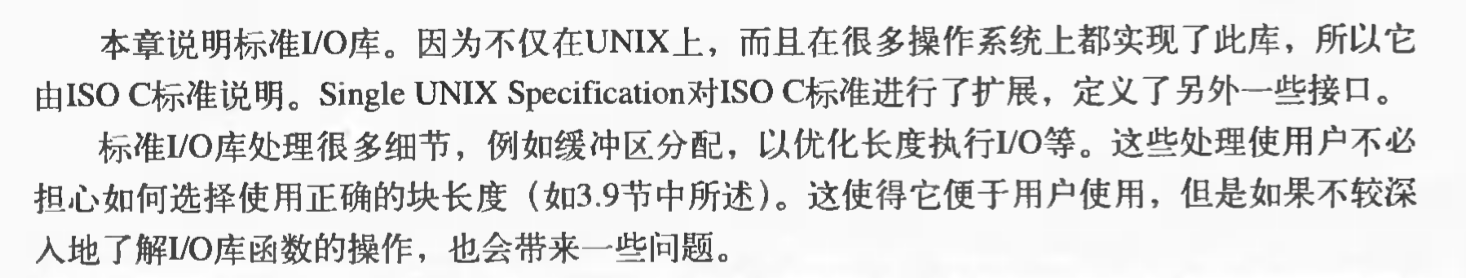 本章说明标准I/O库。因为不仅在UNIX上，而且在很多操作系统上都实现了此库，所以它
由ISO C标准说明。Single UNIX Specification对ISO C标准进行了扩展，定义了另外一些接口。
标准I/O库处理很多细节，例如缓冲区分配，以优化长度执行I/O等。这些处理使用户不必
担心如何选择使用正确的块长度（如3.9节中所述）。这使得它便于用户使用，但是如果不较深
入地了解I/O库函数的操作，也会带来一些问题。